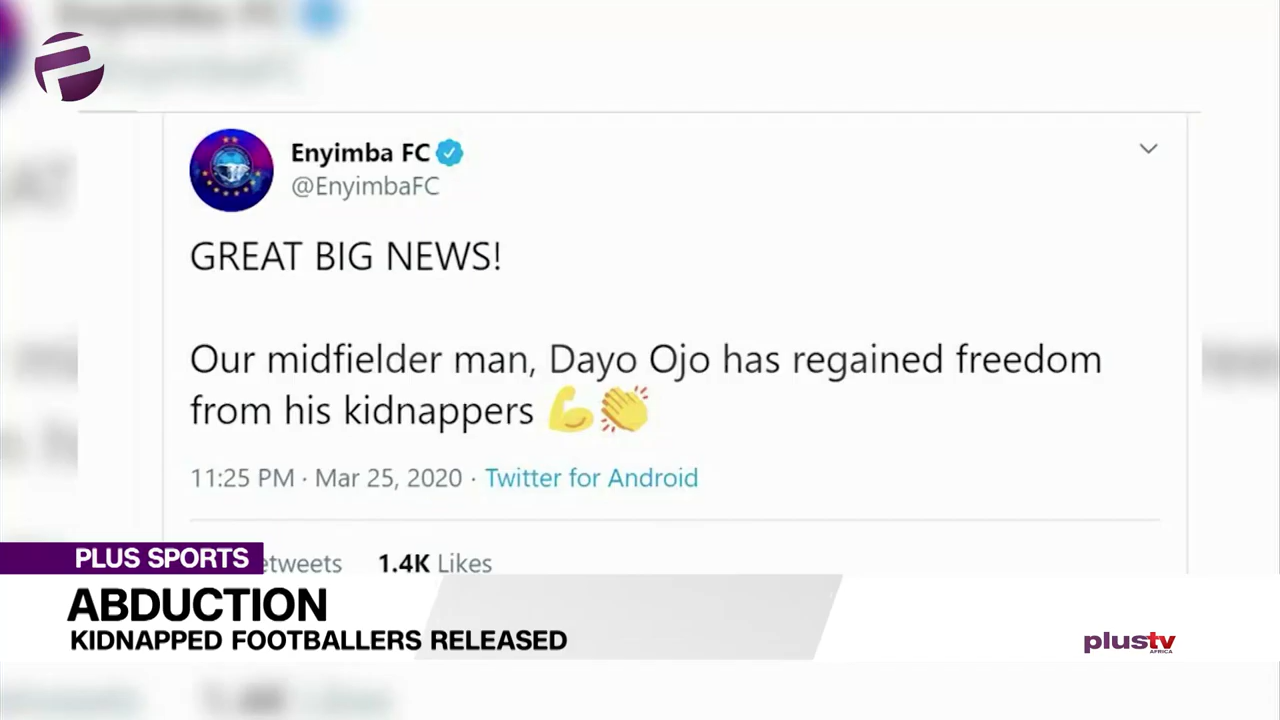 Enyimba FC
@EnyimbaFC
GREAT BIG NEWS!
Our midfielder man, Dayo Ojo has regained freedom
from his kidnappers 💪👏
11:25 PM · Mar 25, 2020 · Twitter for Android
1.4K Likes
PLUS SPORTS
ABDUCTION
KIDNAPPED FOOTBALLERS RELEASED
plustv
AFRICA